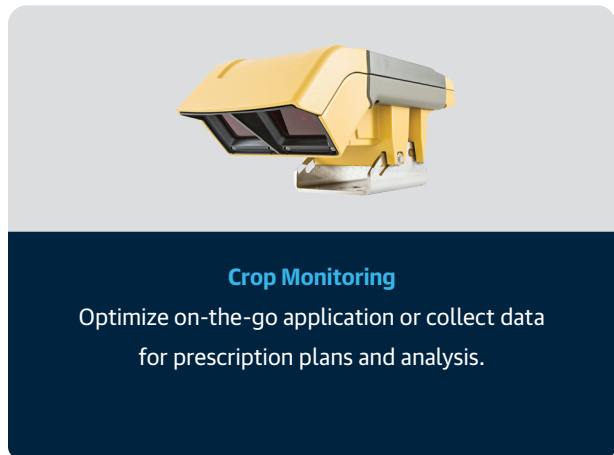 Crop Monitoring
Optimize on-the-go application or collect data
for prescription plans and analysis.